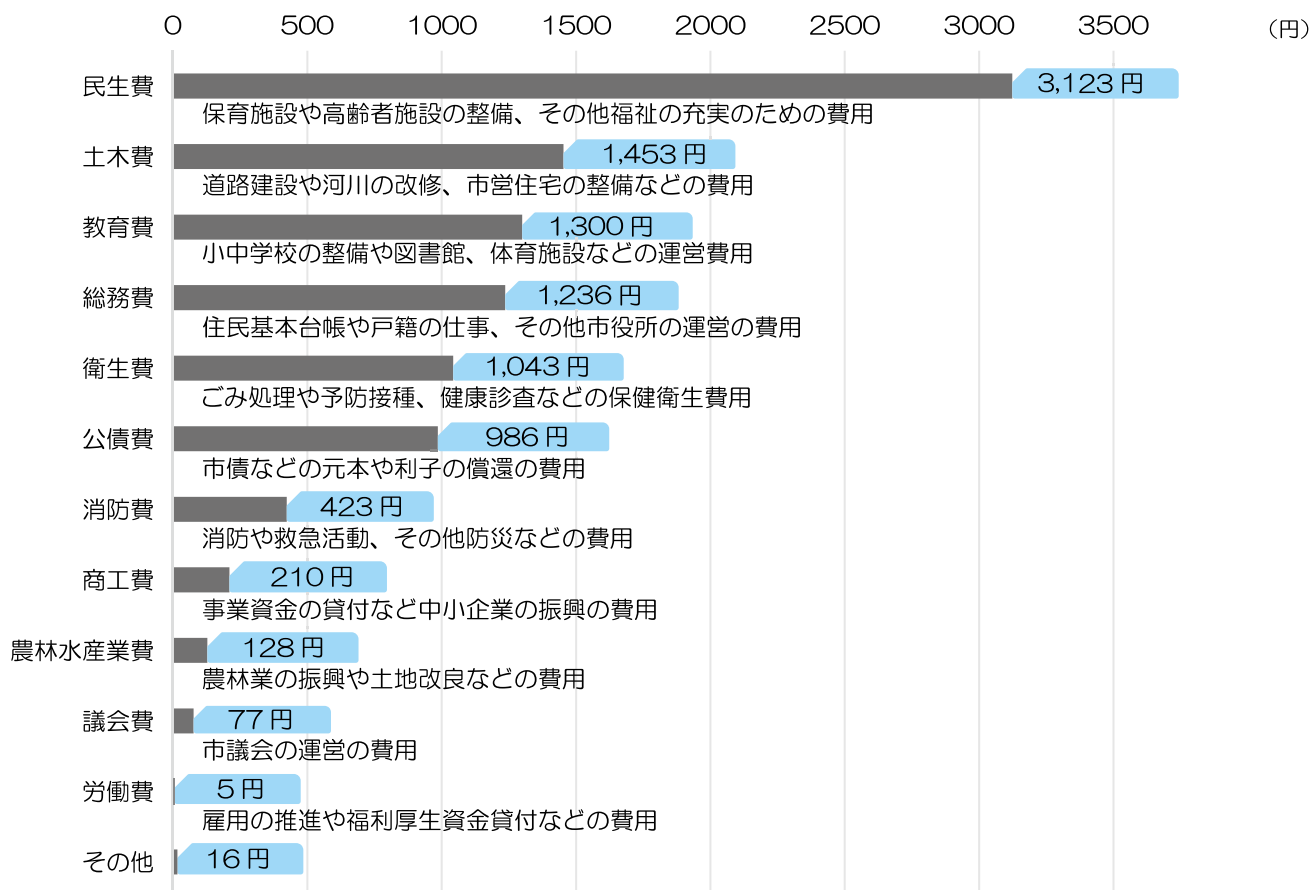 0 500 1000 1500 2000 2500 3000 3500 （円）
民生費 3,123 円
保育施設や高齢者施設の整備、その他福祉の充実のための費用
土木費 1,453 円
道路建設や河川の改修、市営住宅の整備などの費用
教育費 1,300 円
小中学校の整備や図書館、体育施設などの運営費用
総務費 1,236 円
住民基本台帳や戸籍の仕事、その他市役所の運営の費用
衛生費 1,043 円
ごみ処理や予防接種、健康診査などの保健衛生費用
公債費 986 円
市債などの元本や利子の償還の費用
消防費 423 円
消防や救急活動、その他防災などの費用
商工費 210 円
事業資金の貸付など中小企業の振興の費用
農林水産業費 128 円
農林業の振興や土地改良などの費用
議会費 77 円
市議会の運営の費用
労働費 5 円
雇用の推進や福利厚生資金貸付などの費用
その他 16 円